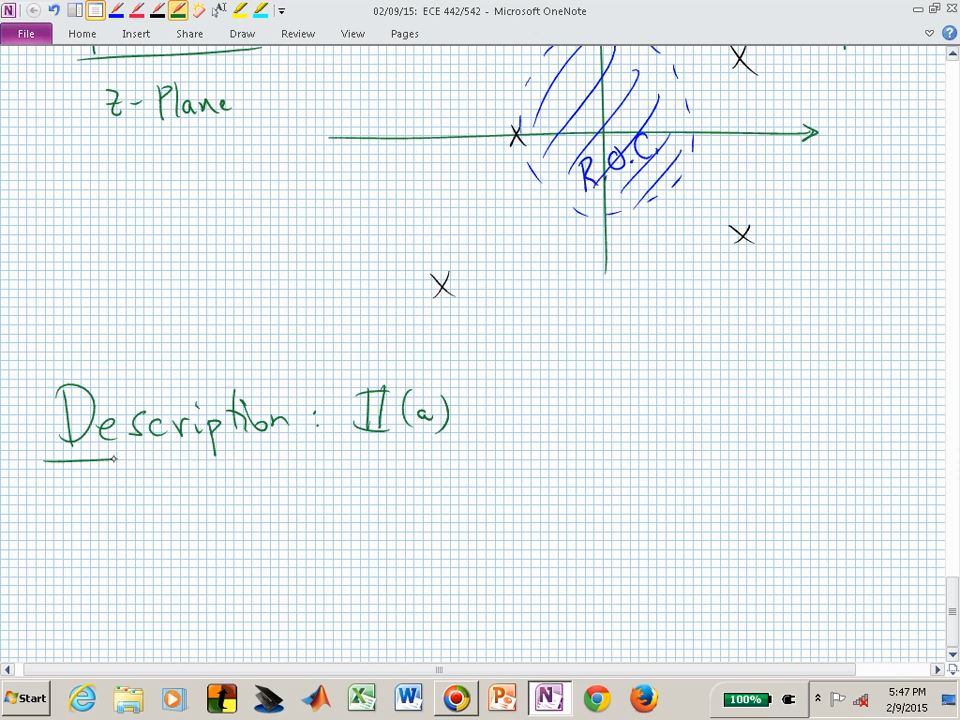 02/09/15: ECE 442/542 - Microsoft OneNote
File Home Insert Share Draw Review View Pages
z-Plane
R.O.C.
Description: II(a)
Start
100%
5:47 PM
2/9/2015